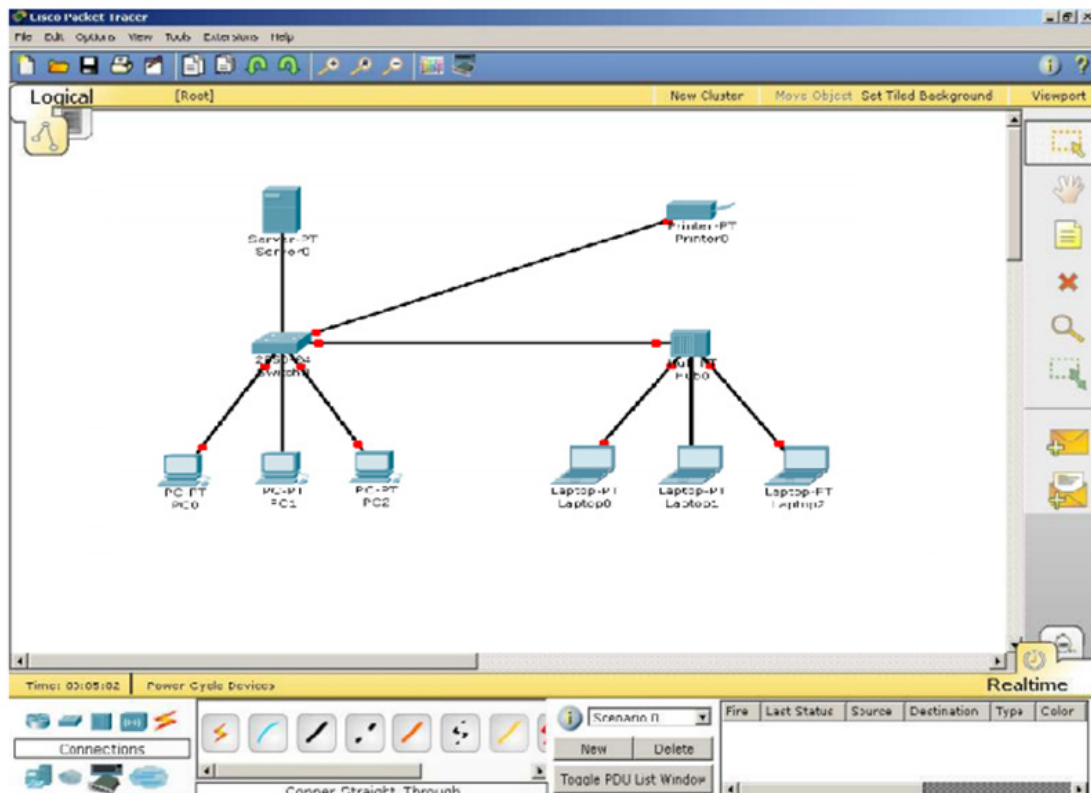 Cisco Packet Tracer
File Edit Options View Tools Extensions Help
Logical [Root] New Cluster Move Object Set Tiled Background Viewport
Server-PT
Server0
Printer-PT
Printer0
Switch0
Hub0
PC-PT
PC0
PC-PT
PC1
PC-PT
PC2
Laptop-PT
Laptop0
Laptop-PT
Laptop1
Laptop-PT
Laptop2
Time: 03:05:02 Power Cycle Devices Realtime
Connections
Copper Straight-Through
Scenario 0
New Delete
Toggle PDU List Window
Fire Last Status Source Destination Type Color